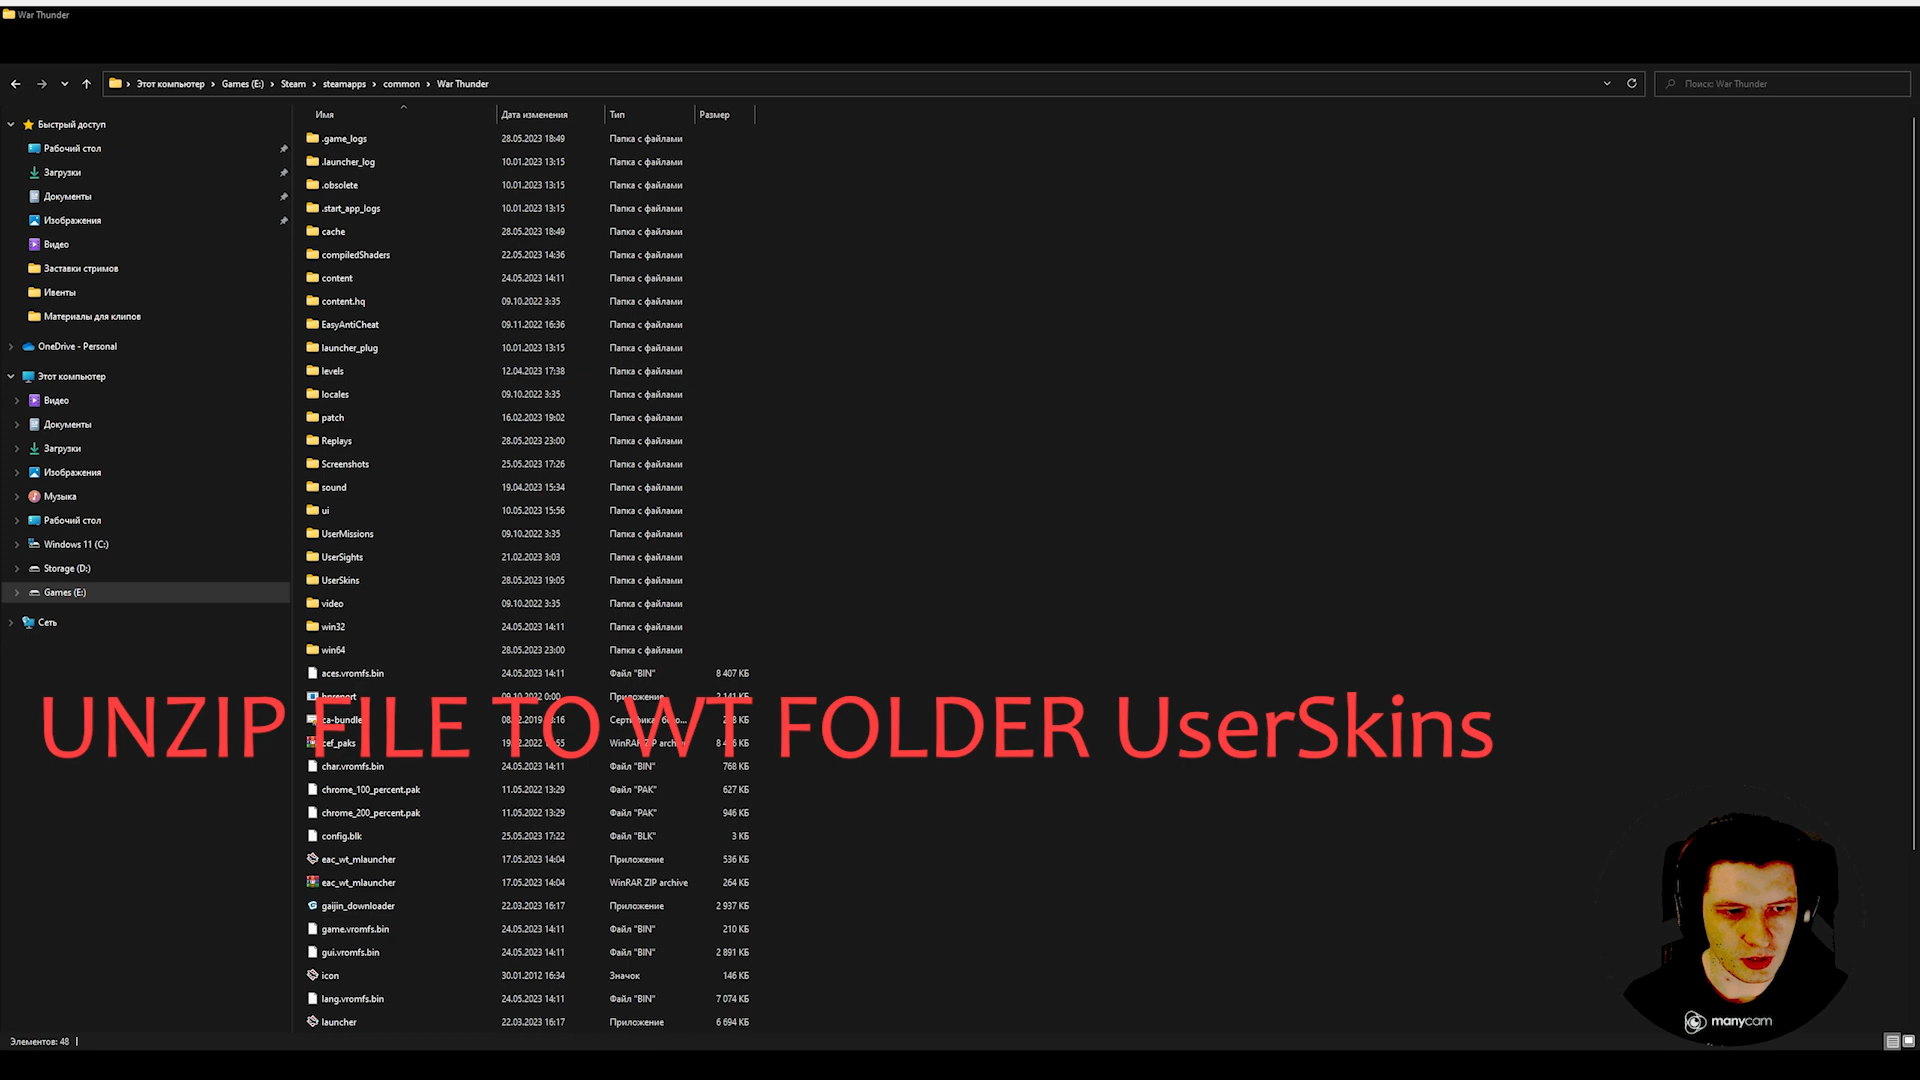 War Thunder
Этот компьютер › Games (E:) › Steam › steamapps › common › War Thunder
Поиск: War Thunder
Имя Дата изменения Тип Размер
Быстрый доступ
Рабочий стол
Загрузки
Документы
Изображения
Видео
Заставки стримов
Ивенты
Материалы для клипов
OneDrive - Personal
Этот компьютер
Видео
Документы
Загрузки
Изображения
Музыка
Рабочий стол
Windows 11 (C:)
Storage (D:)
Games (E:)
Сеть
.game_logs 28.05.2023 18:49 Папка с файлами
.launcher_log 10.01.2023 13:15 Папка с файлами
.obsolete 10.01.2023 13:15 Папка с файлами
.start_app_logs 10.01.2023 13:15 Папка с файлами
cache 28.05.2023 18:49 Папка с файлами
compiledShaders 22.05.2023 14:36 Папка с файлами
content 24.05.2023 14:11 Папка с файлами
content.hq 09.10.2022 3:35 Папка с файлами
EasyAntiCheat 09.11.2022 16:36 Папка с файлами
launcher_plug 10.01.2023 13:15 Папка с файлами
levels 12.04.2023 17:38 Папка с файлами
locales 09.10.2022 3:35 Папка с файлами
patch 16.02.2023 19:02 Папка с файлами
Replays 28.05.2023 23:00 Папка с файлами
Screenshots 25.05.2023 17:26 Папка с файлами
sound 19.04.2023 15:34 Папка с файлами
ui 10.05.2023 15:56 Папка с файлами
UserMissions 09.10.2022 3:35 Папка с файлами
UserSights 21.02.2023 3:03 Папка с файлами
UserSkins 28.05.2023 19:05 Папка с файлами
video 09.10.2022 3:35 Папка с файлами
win32 24.05.2023 14:11 Папка с файлами
win64 28.05.2023 23:00 Папка с файлами
aces.vromfs.bin 24.05.2023 14:11 Файл "BIN" 8 407 КБ
bpreport 09.10.2022 0:00 Приложение 2 141 КБ
UNZIP FILE TO WT FOLDER UserSkins
ca-bundle
cef_paks WinRAR ZIP archive
char.vromfs.bin 24.05.2023 14:11 Файл "BIN" 768 КБ
chrome_100_percent.pak 11.05.2022 13:29 Файл "PAK" 627 КБ
chrome_200_percent.pak 11.05.2022 13:29 Файл "PAK" 946 КБ
config.blk 25.05.2023 17:22 Файл "BLK" 3 КБ
eac_wt_mlauncher 17.05.2023 14:04 Приложение 536 КБ
eac_wt_mlauncher 17.05.2023 14:04 WinRAR ZIP archive 264 КБ
gaijin_downloader 22.03.2023 16:17 Приложение 2 937 КБ
game.vromfs.bin 24.05.2023 14:11 Файл "BIN" 210 КБ
gui.vromfs.bin 24.05.2023 14:11 Файл "BIN" 2 891 КБ
icon 30.01.2012 16:34 Значок 146 КБ
lang.vromfs.bin 24.05.2023 14:11 Файл "BIN" 7 074 КБ
launcher 22.03.2023 16:17 Приложение 6 694 КБ
manycam
Элементов: 48